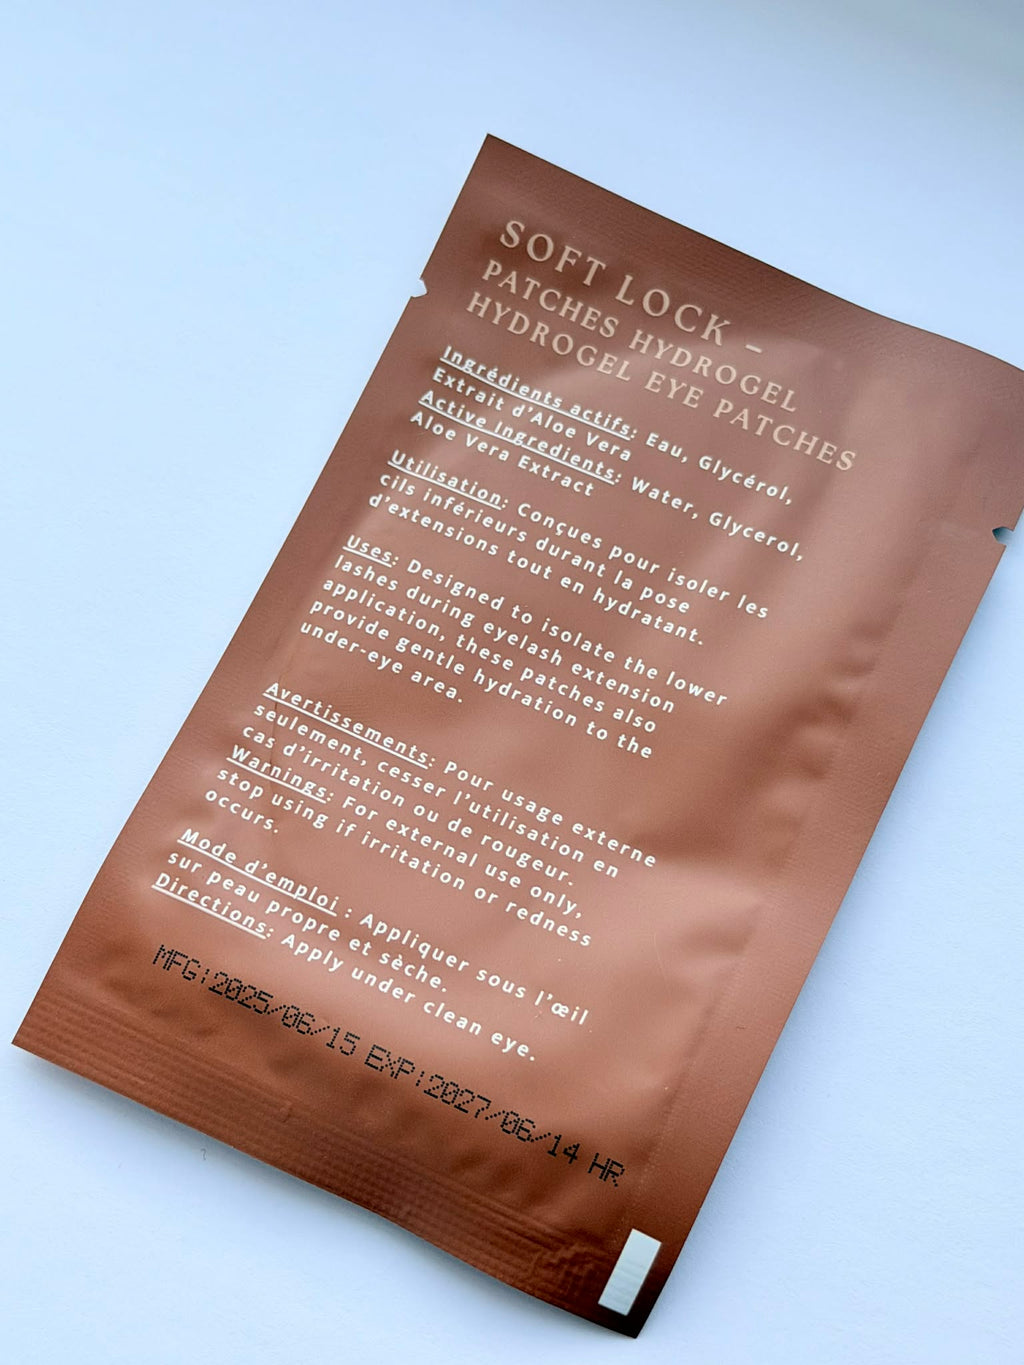 SOFT LOCK –
PATCHES HYDROGEL
HYDROGEL EYE PATCHES
Ingrédients actifs: Eau, Glycérol,
Extrait d'Aloe Vera
Active Ingredients: Water, Glycerol,
Aloe Vera Extract
Utilisation: Conçues pour isoler les
cils inférieurs durant la pose
d'extensions tout en hydratant.
Uses: Designed to isolate the lower
lashes during eyelash extension
application, these patches also
provide gentle hydration to the
under-eye area.
Avertissements: Pour usage externe
seulement, cesser l'utilisation en
cas d'irritation ou de rougeur.
Warnings: For external use only,
stop using if irritation or redness
occurs.
Mode d'emploi : Appliquer sous l'œil
sur peau propre et sèche.
Directions: Apply under clean eye.
MFG:2025/06/15 EXP:2027/06/14 HR